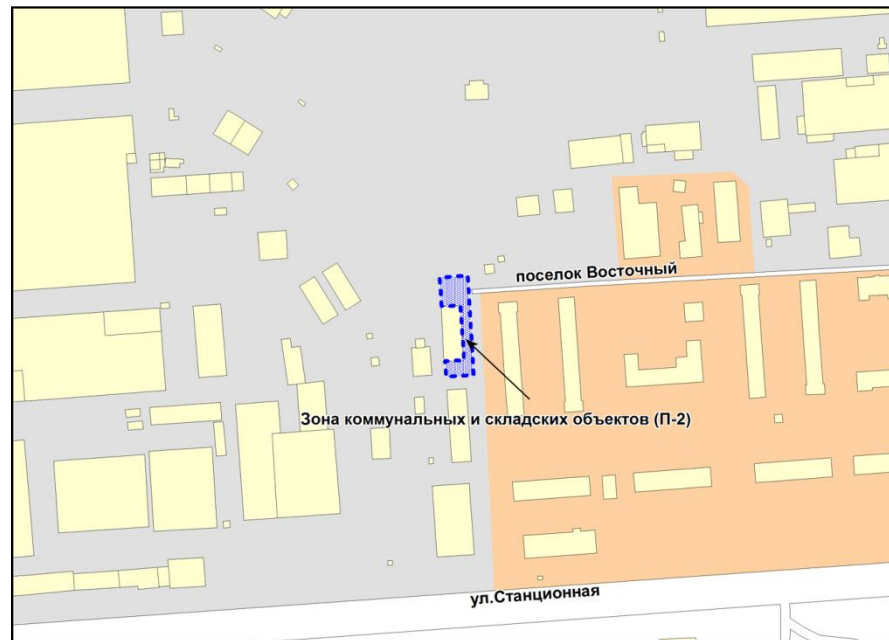 поселок Восточный
Зона коммунальных и складских объектов (П-2)
ул.Станционная